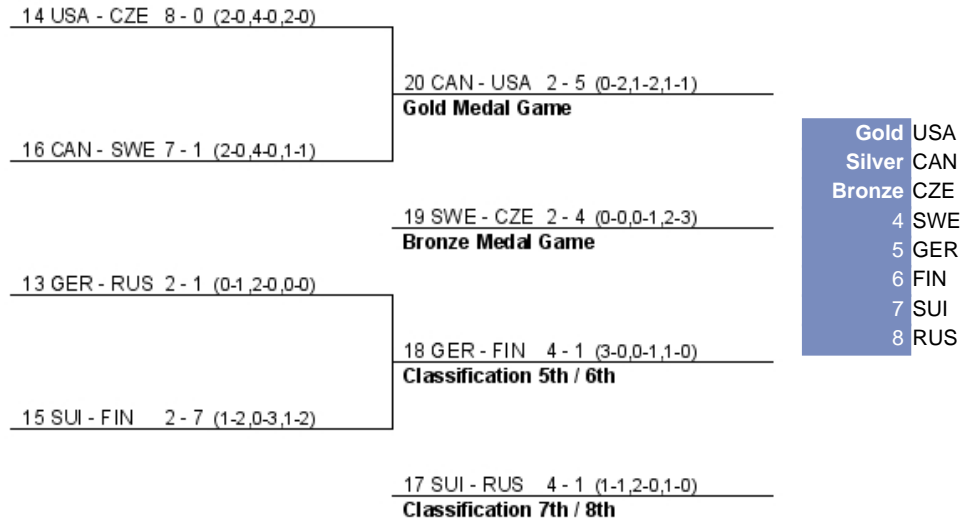 14 USA - CZE 8 - 0 (2-0,4-0,2-0)
20 CAN - USA 2 - 5 (0-2,1-2,1-1)
Gold Medal Game
16 CAN - SWE 7 - 1 (2-0,4-0,1-1)
19 SWE - CZE 2 - 4 (0-0,0-1,2-3)
Bronze Medal Game
13 GER - RUS 2 - 1 (0-1,2-0,0-0)
18 GER - FIN 4 - 1 (3-0,0-1,1-0)
Classification 5th / 6th
15 SUI - FIN 2 - 7 (1-2,0-3,1-2)
17 SUI - RUS 4 - 1 (1-1,2-0,1-0)
Classification 7th / 8th
Gold USA
Silver CAN
Bronze CZE
4 SWE
5 GER
6 FIN
7 SUI
8 RUS